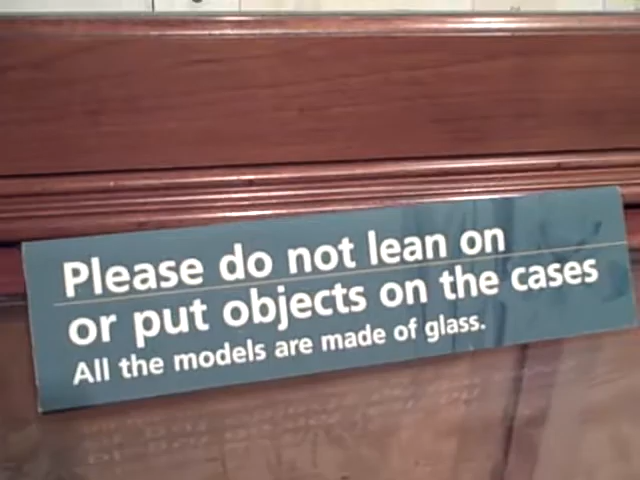 Please do not lean on
or put objects on the cases
All the models are made of glass.